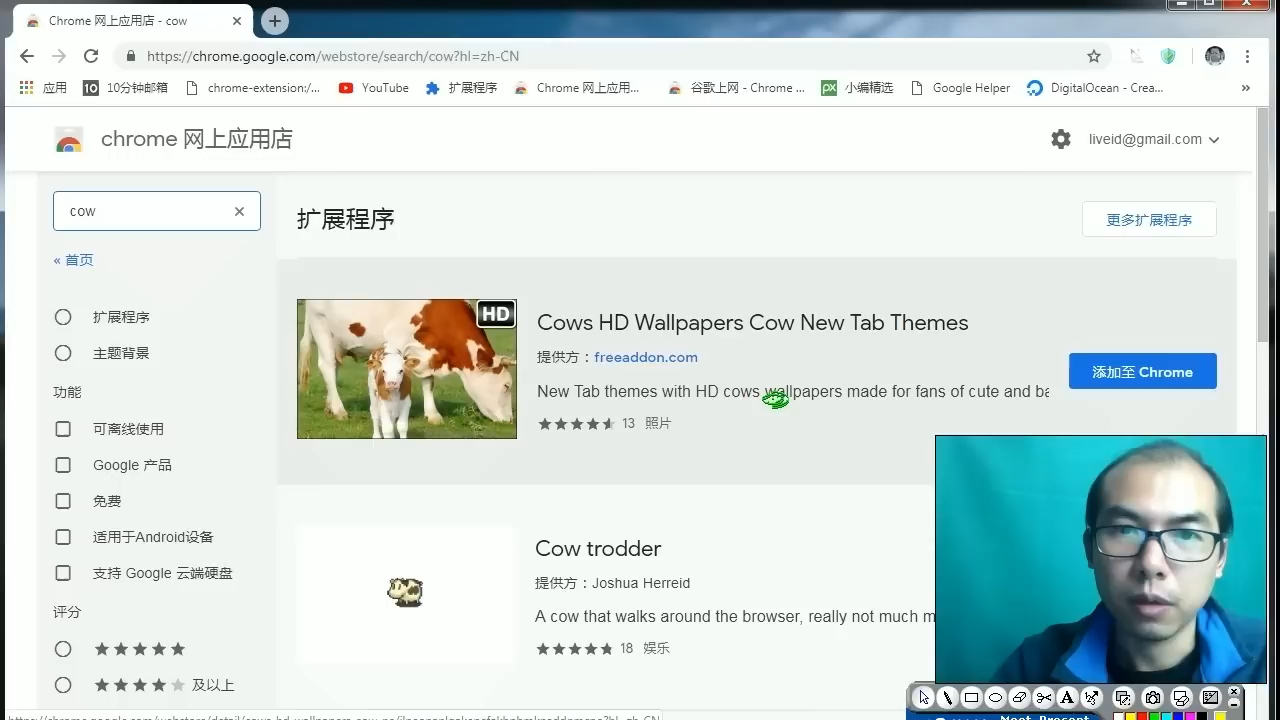 Chrome 网上应用店 - cow
https://chrome.google.com/webstore/search/cow?hl=zh-CN
应用
10
10分钟邮箱
chrome-extension:/...
YouTube
扩展程序
Chrome 网上应用...
谷歌上网 - Chrome ...
px
小编精选
Google Helper
DigitalOcean - Crea...
»
chrome 网上应用店
liveid@gmail.com
cow
« 首页
扩展程序
主题背景
功能
可离线使用
Google 产品
免费
适用于Android设备
支持 Google 云端硬盘
评分
及以上
扩展程序
更多扩展程序
HD
Cows HD Wallpapers Cow New Tab Themes
提供方：freeaddon.com
New Tab themes with HD cows wallpapers made for fans of cute and ba
13 照片
添加至 Chrome
Cow trodder
提供方：Joshua Herreid
A cow that walks around the browser, really not much m
18 娱乐
A